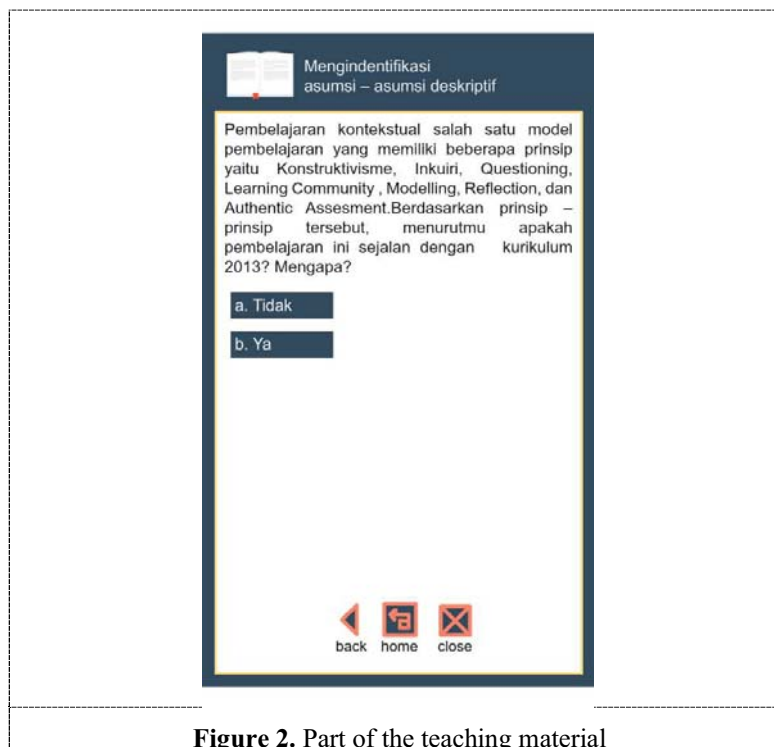 Mengindentifikasi
asumsi – asumsi deskriptif
Pembelajaran kontekstual salah satu model
pembelajaran yang memiliki beberapa prinsip
yaitu Konstruktivisme, Inkuiri, Questioning,
Learning Community , Modelling, Reflection, dan
Authentic Assesment.Berdasarkan prinsip –
prinsip tersebut, menurutmu apakah
pembelajaran ini sejalan dengan kurikulum
2013? Mengapa?
a. Tidak
b. Ya
back home close
Figure 2. Part of the teaching material